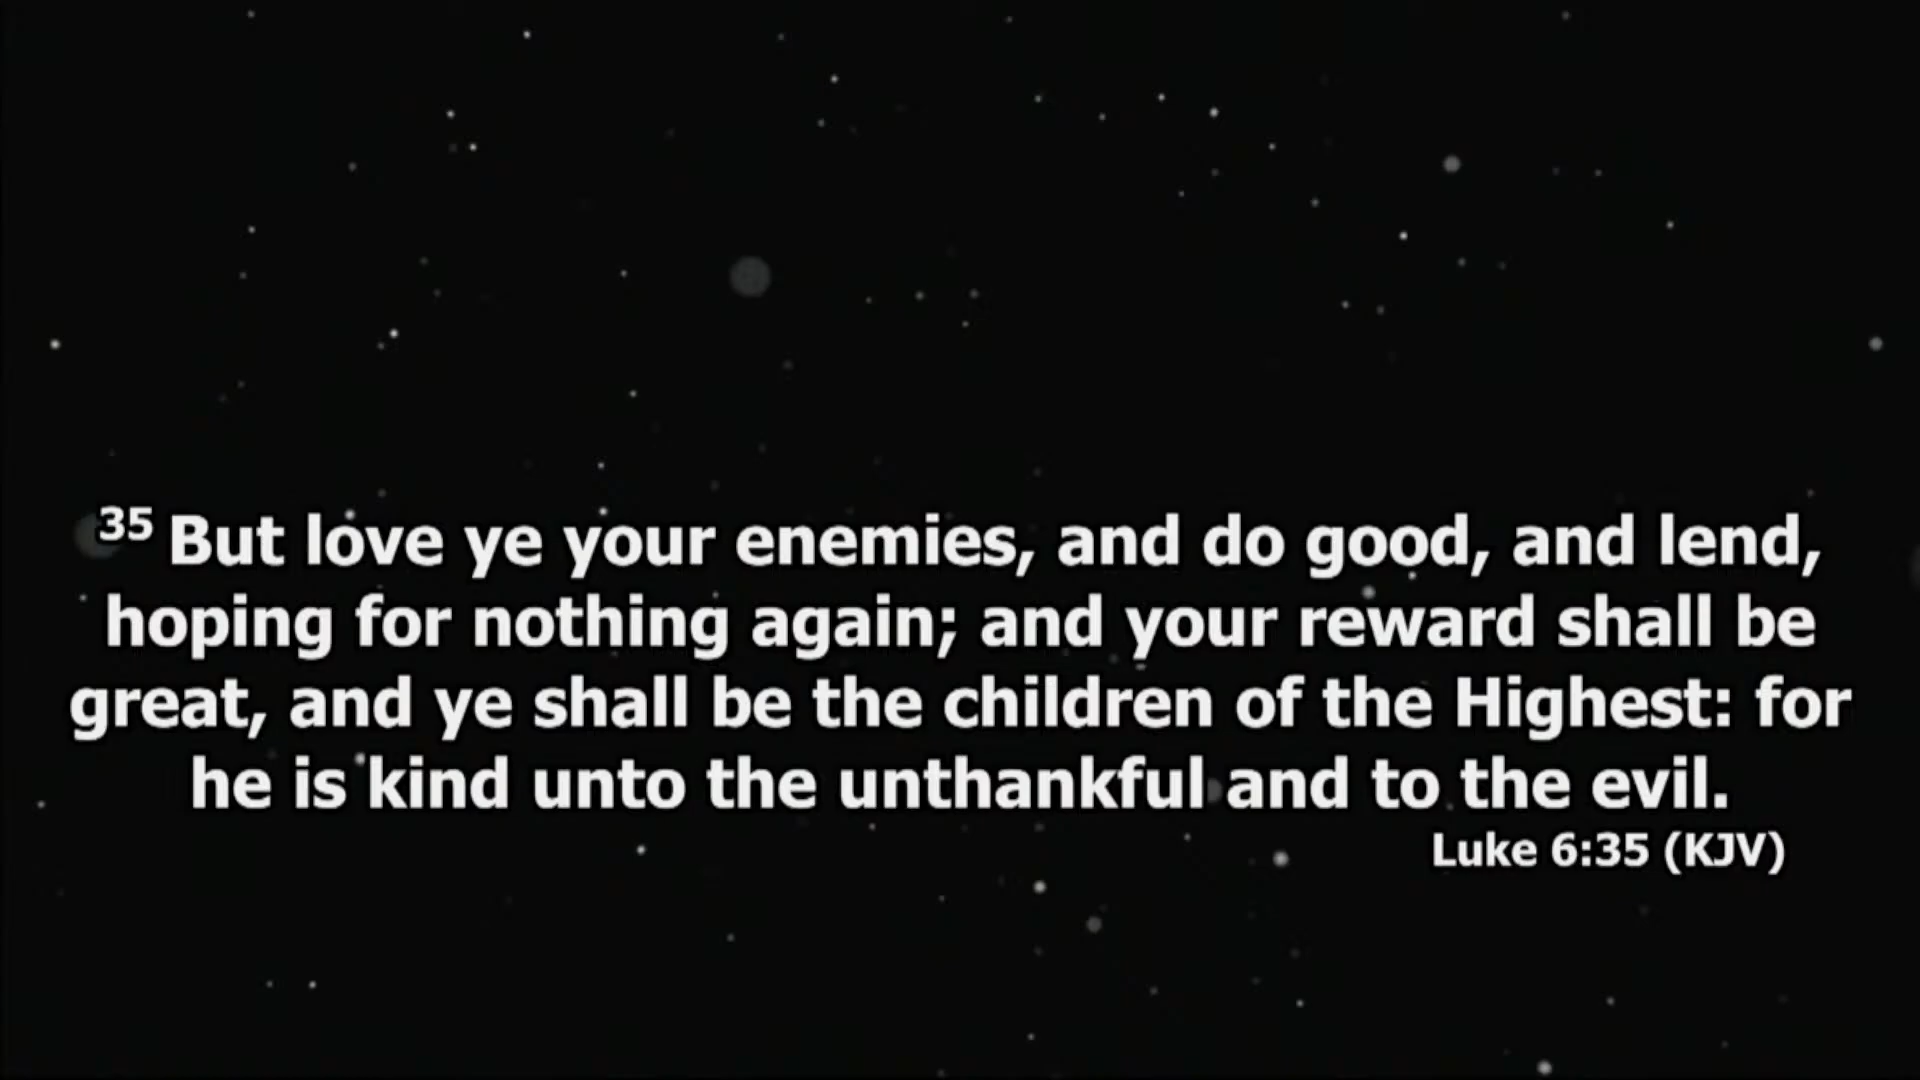 35 But love ye your enemies, and do good, and lend,
hoping for nothing again; and your reward shall be
great, and ye shall be the children of the Highest: for
he is kind unto the unthankful and to the evil.
Luke 6:35 (KJV)